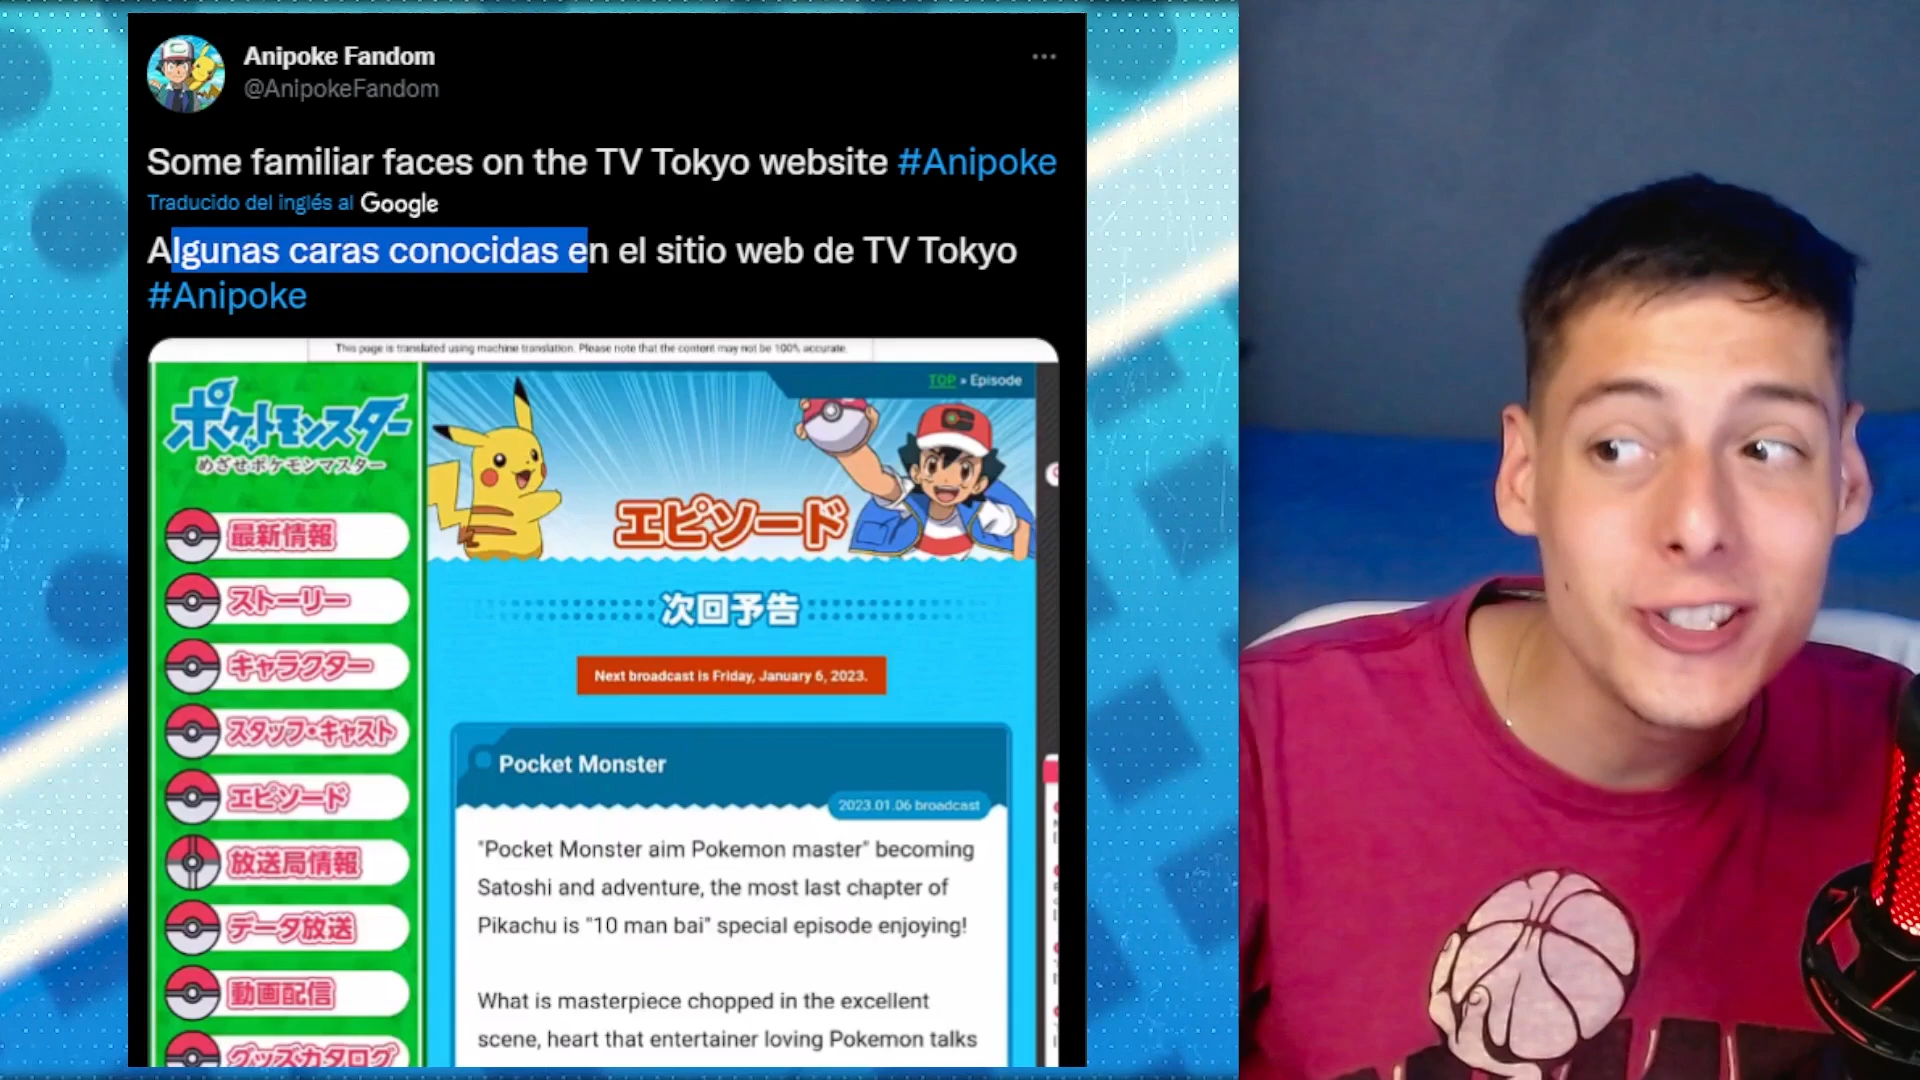 Anipoke Fandom
@AnipokeFandom
Some familiar faces on the TV Tokyo website #Anipoke
Traducido del inglés al Google
Algunas caras conocidas en el sitio web de TV Tokyo
#Anipoke
This page is translated using machine translation. Please note that the content may not be 100% accurate.
TOP » Episode
ポケットモンスター
めざせポケモンマスター
エピソード
最新情報
ストーリー
キャラクター
スタッフ・キャスト
エピソード
放送局情報
データ放送
動画配信
グッズカタログ
次回予告
Next broadcast is Friday, January 6, 2023.
Pocket Monster
2023.01.06 broadcast
"Pocket Monster aim Pokemon master" becoming
Satoshi and adventure, the most last chapter of
Pikachu is "10 man bai" special episode enjoying!
What is masterpiece chopped in the excellent
scene, heart that entertainer loving Pokemon talks